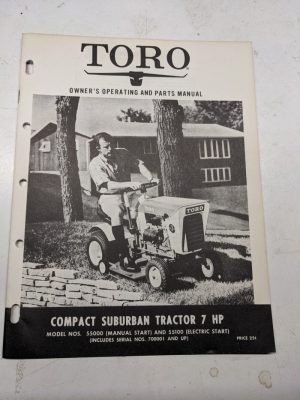 TORO
OWNER'S OPERATING AND PARTS MANUAL
TORO
COMPACT SUBURBAN TRACTOR 7 HP
MODEL NOS. 55000 (MANUAL START) AND 55100 (ELECTRIC START)
(INCLUDES SERIAL NOS. 700001 AND UP)
PRICE 25¢